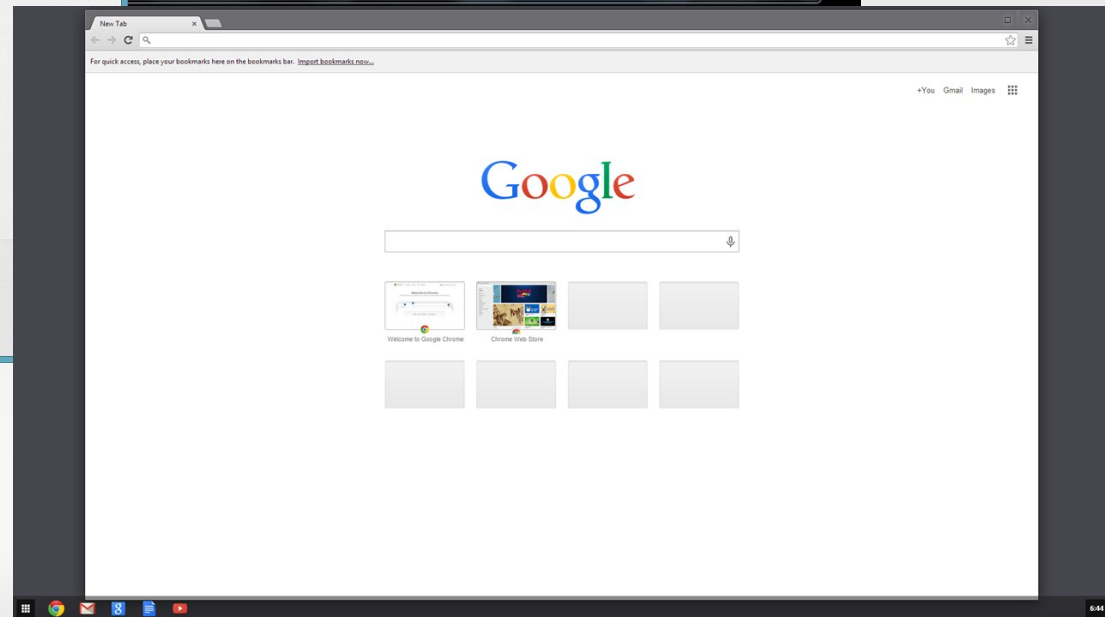 New Tab
For quick access, place your bookmarks here on the bookmarks bar. Import bookmarks now...
+You Gmail Images
Google
Welcome to Google Chrome
Chrome Web Store
6:44